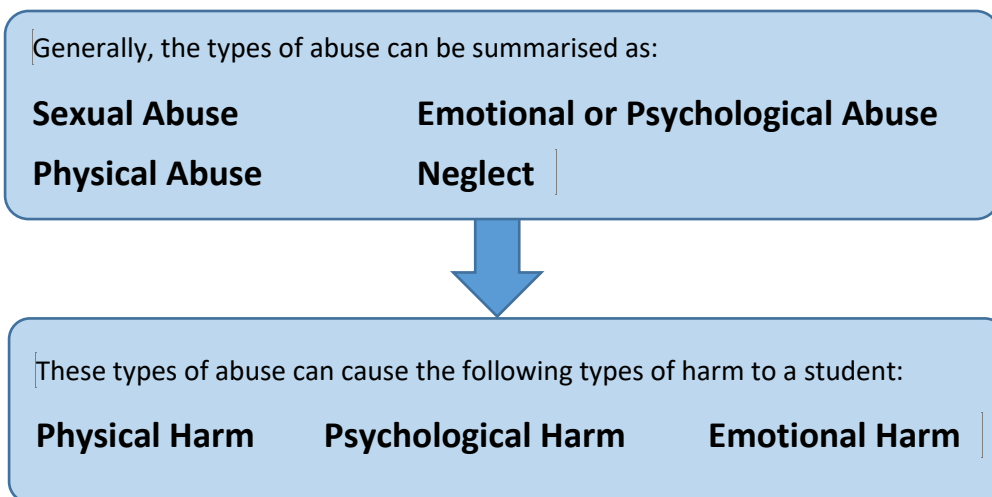 Generally, the types of abuse can be summarised as:
Sexual Abuse Emotional or Psychological Abuse
Physical Abuse Neglect
These types of abuse can cause the following types of harm to a student:
Physical Harm Psychological Harm Emotional Harm